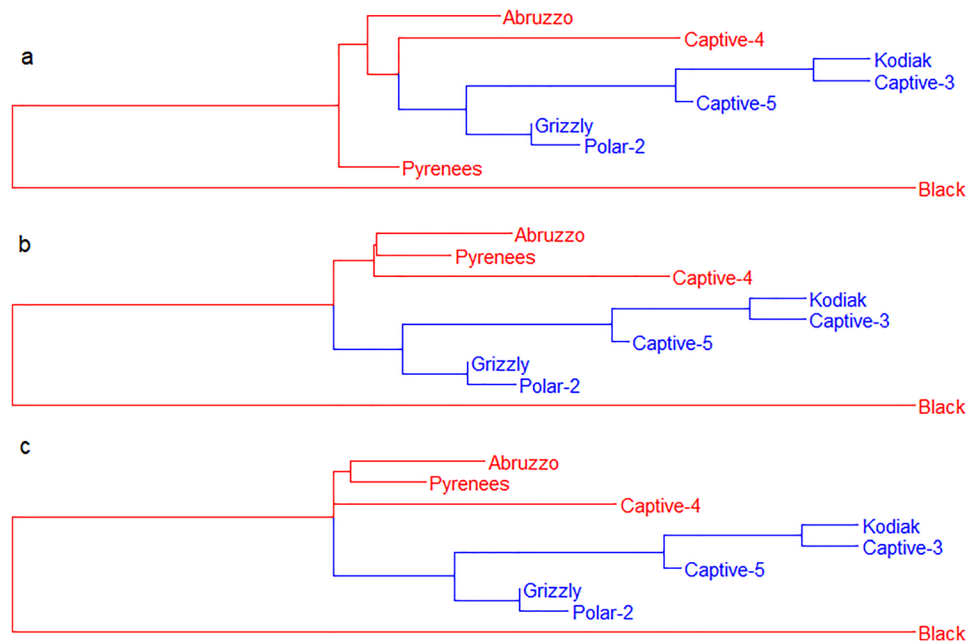 Abruzzo
Captive-4
a
Kodiak
Captive-3
Captive-5
Grizzly
Polar-2
Pyrenees
Black
b
Abruzzo
Pyrenees
Captive-4
Kodiak
Captive-3
Captive-5
Grizzly
Polar-2
Black
c
Abruzzo
Pyrenees
Captive-4
Kodiak
Captive-3
Captive-5
Grizzly
Polar-2
Black